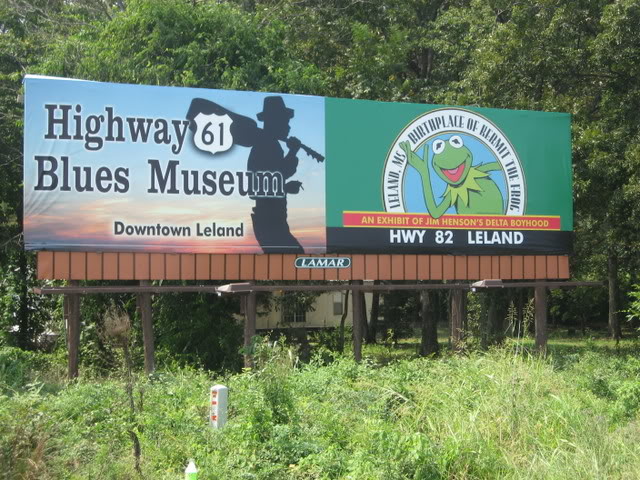 Highway 61
Blues Museum
Downtown Leland
LELAND, MS BIRTHPLACE OF KERMIT THE FROG
AN EXHIBIT OF JIM HENSON'S DELTA BOYHOOD
HWY 82 LELAND
LAMAR